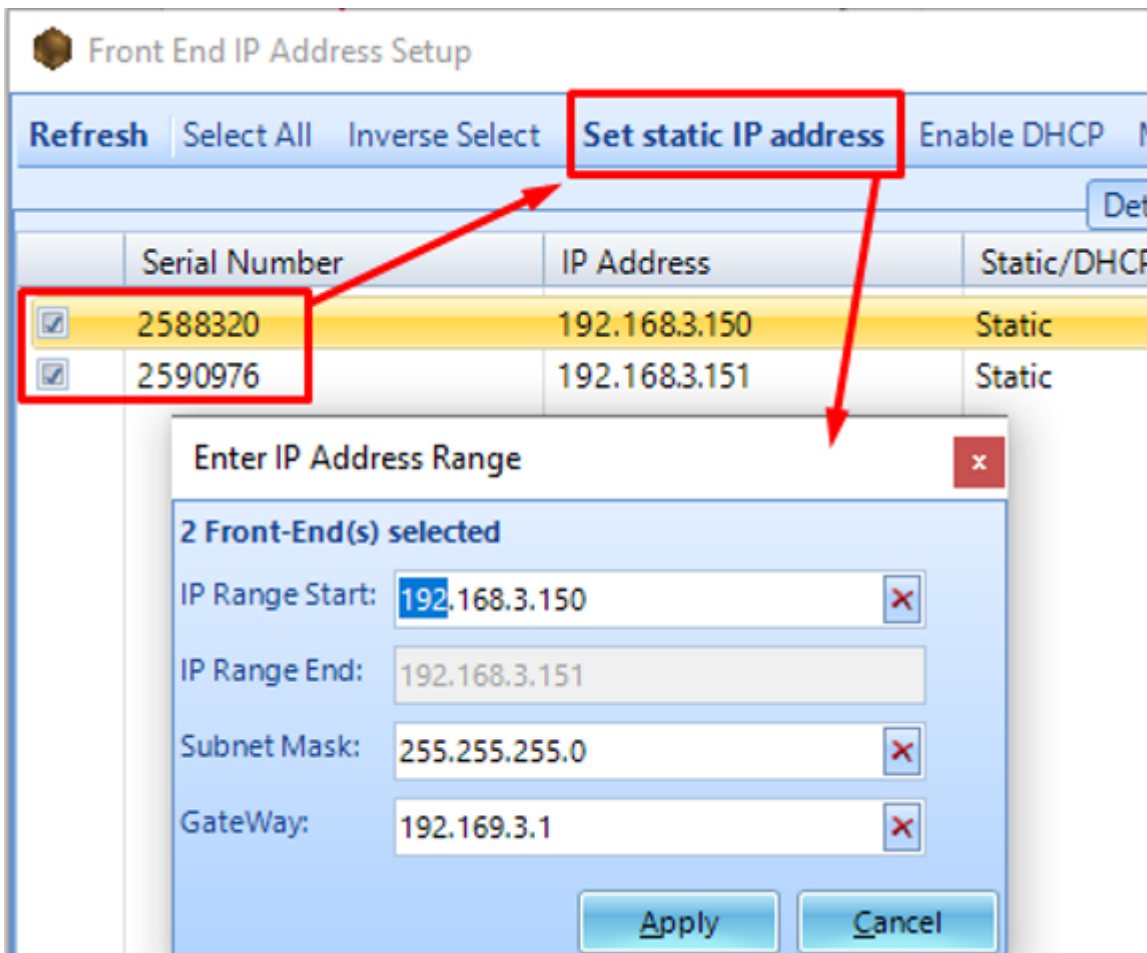 Front End IP Address Setup
Refresh Select All Inverse Select Set static IP address Enable DHCP
Serial Number IP Address Static/DHCP
2588320 192.168.3.150 Static
2590976 192.168.3.151 Static
Enter IP Address Range
x
2 Front-End(s) selected
IP Range Start: 192.168.3.150
IP Range End: 192.168.3.151
Subnet Mask: 255.255.255.0
GateWay: 192.169.3.1
Apply Cancel